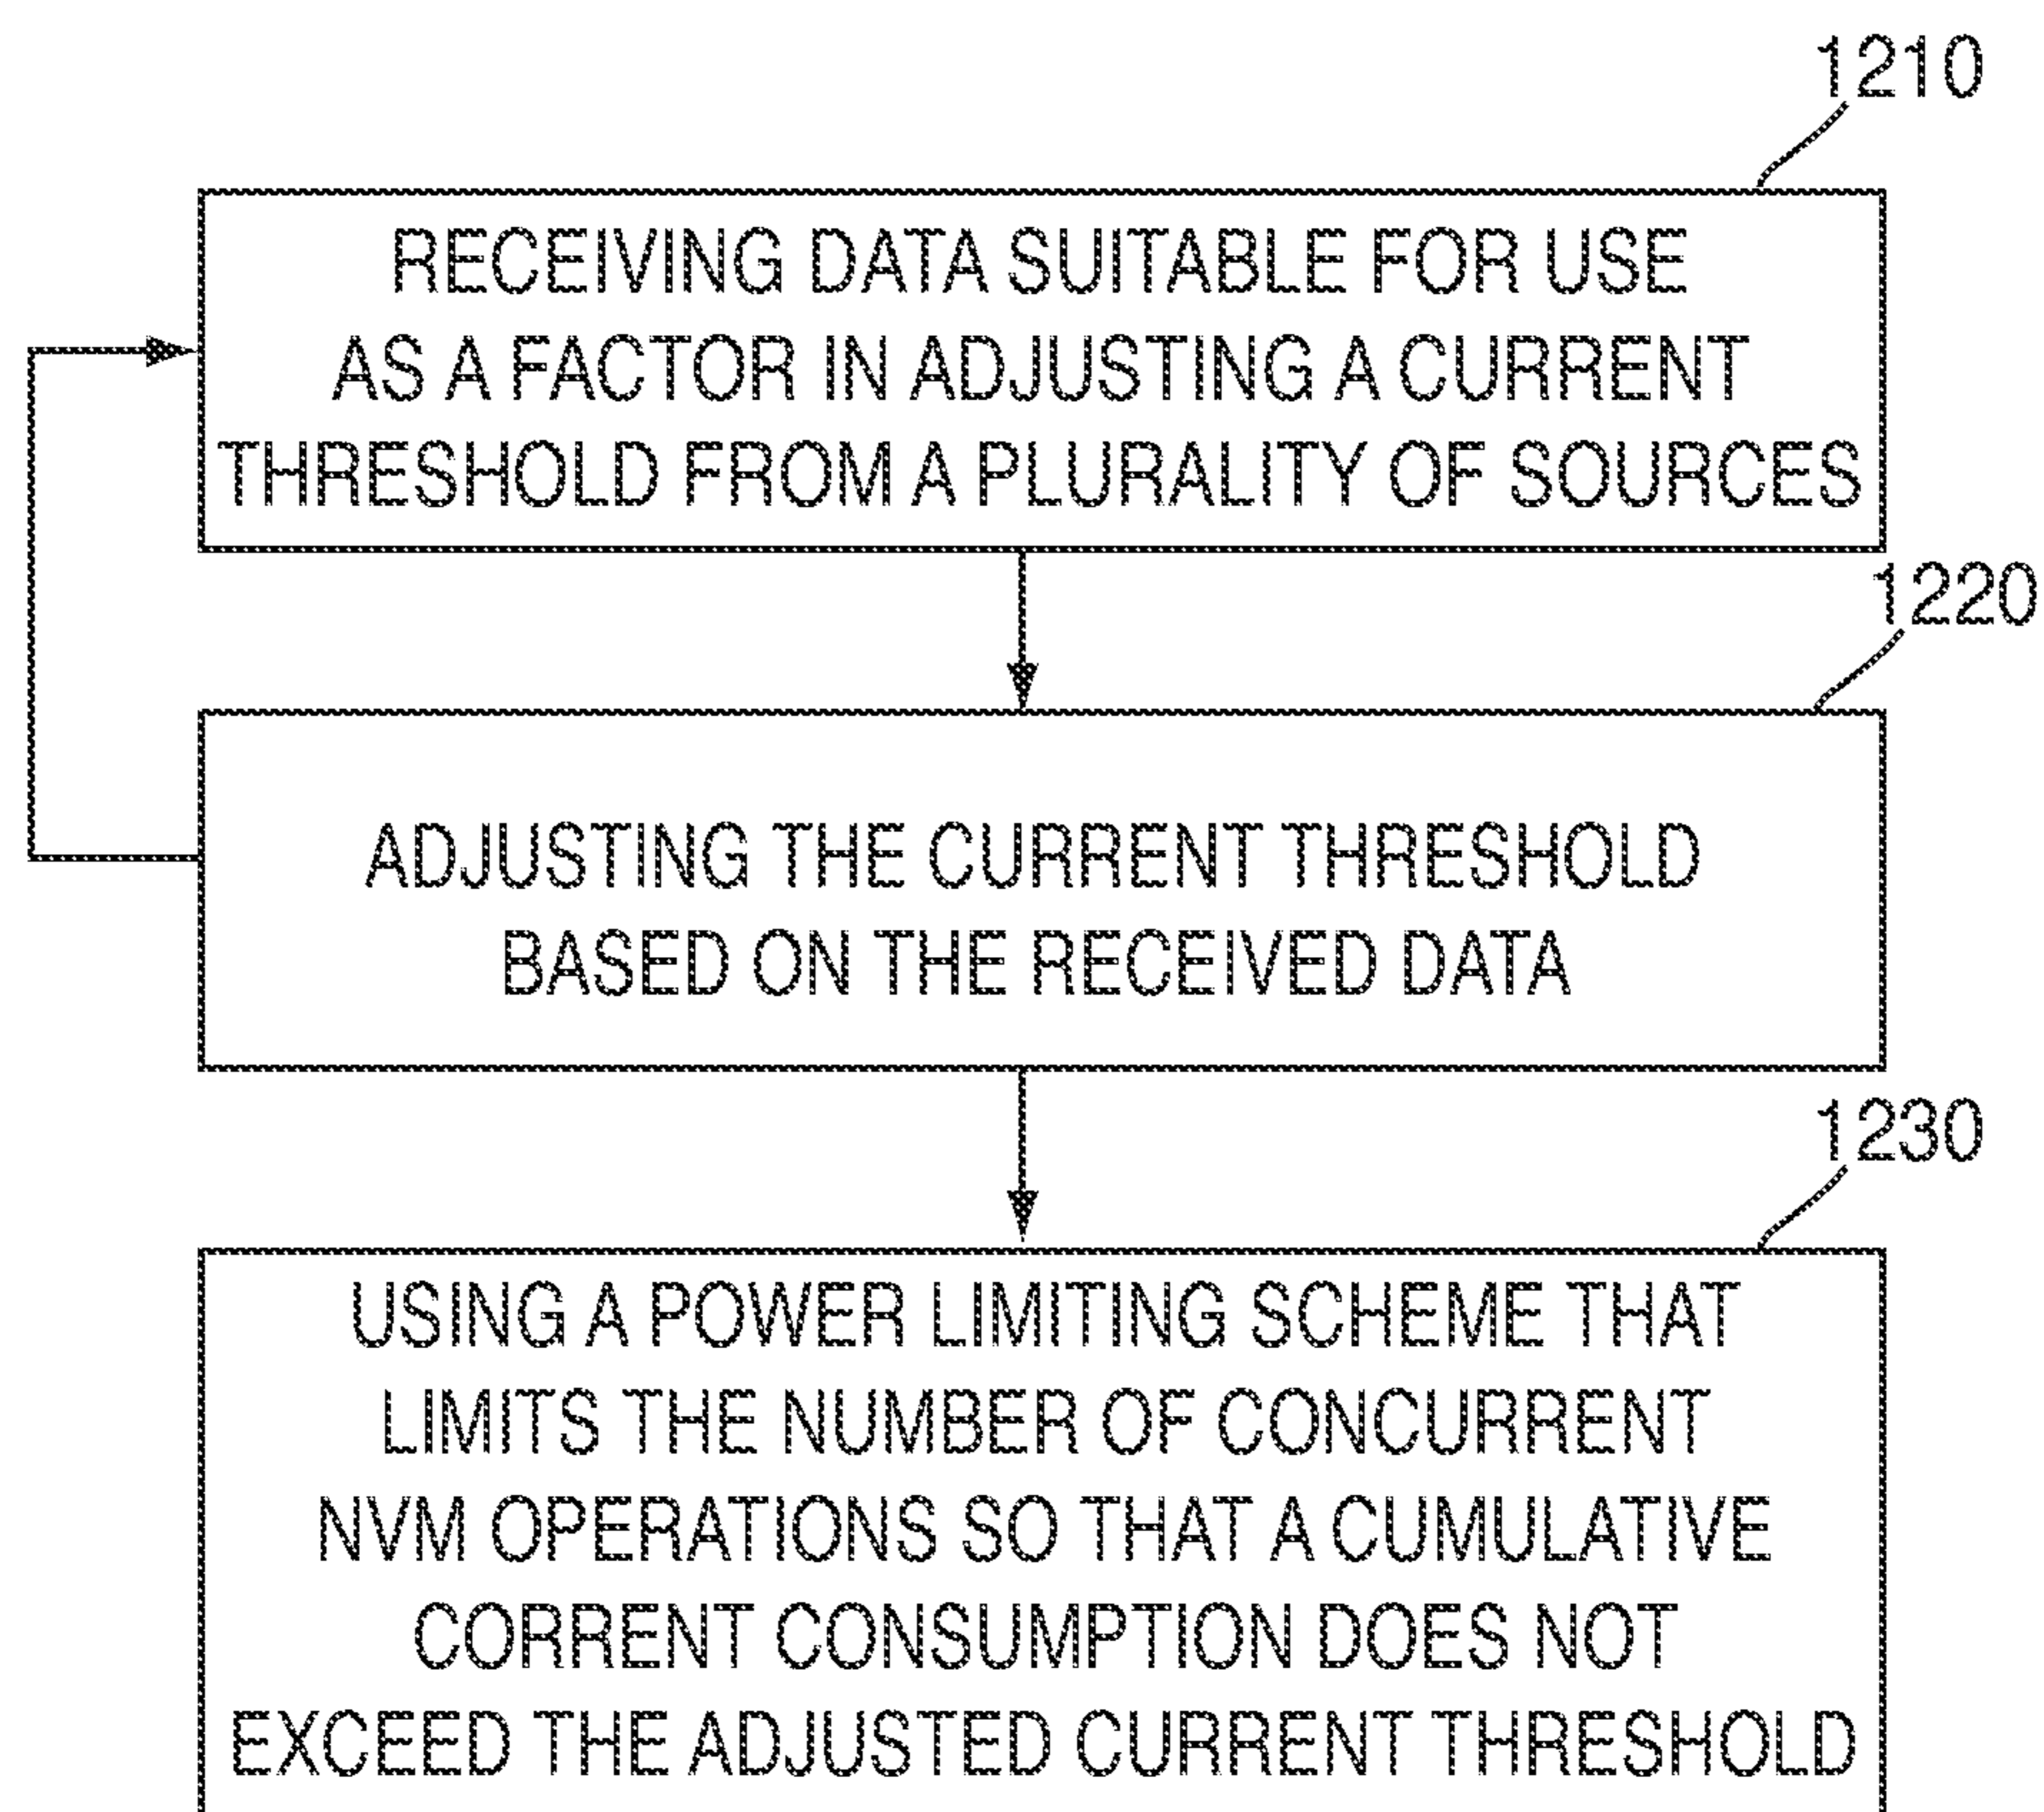 1210
RECEIVING DATA SUITABLE FOR USE
AS A FACTOR IN ADJUSTING A CURRENT
THRESHOLD FROM A PLURALITY OF SOURCES
1220
ADJUSTING THE CURRENT THRESHOLD
BASED ON THE RECEIVED DATA
1230
USING A POWER LIMITING SCHEME THAT
LIMITS THE NUMBER OF CONCURRENT
NVM OPERATIONS SO THAT A CUMULATIVE
CORRENT CONSUMPTION DOES NOT
EXCEED THE ADJUSTED CURRENT THRESHOLD